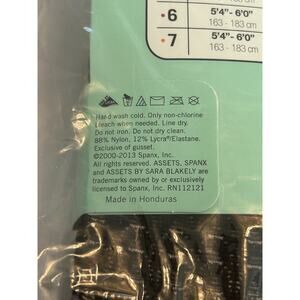 6 5'4"- 6'0"
163 - 183 cm
7 5'4"- 6'0"
163 - 183 cm
Hand wash cold. Only non-chlorine
bleach when needed. Line dry.
Do not iron. Do not dry clean.
88% Nylon, 12% Lycra®/Elastane.
Exclusive of gusset.
©2000-2013 Spanx, Inc.
All rights reserved. ASSETS, SPANX
and ASSETS BY SARA BLAKELY are
trademarks owned by or exclusively
licensed to Spanx, Inc. RN112121
Made in Honduras